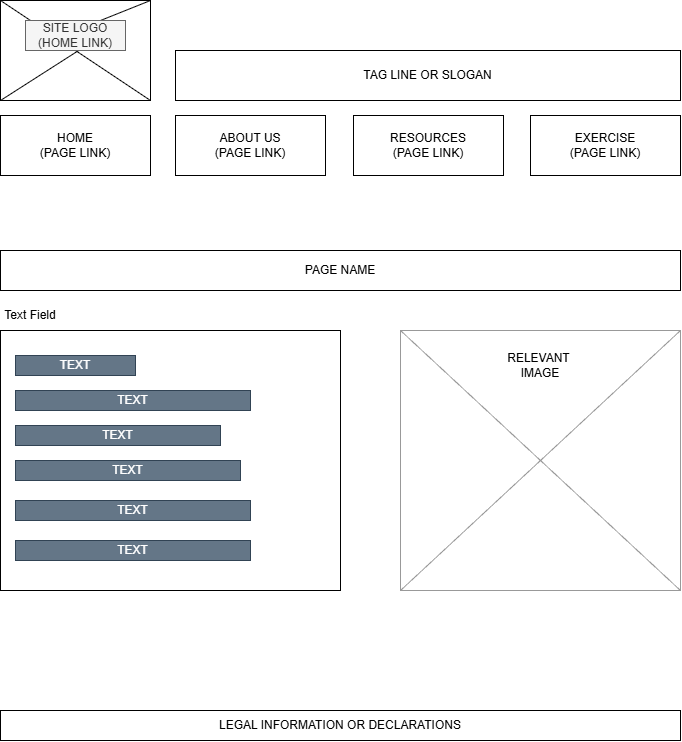 SITE LOGO
(HOME LINK)
TAG LINE OR SLOGAN
HOME
(PAGE LINK)
ABOUT US
(PAGE LINK)
RESOURCES
(PAGE LINK)
EXERCISE
(PAGE LINK)
PAGE NAME
Text Field
TEXT
TEXT
TEXT
TEXT
TEXT
TEXT
RELEVANT
IMAGE
LEGAL INFORMATION OR DECLARATIONS